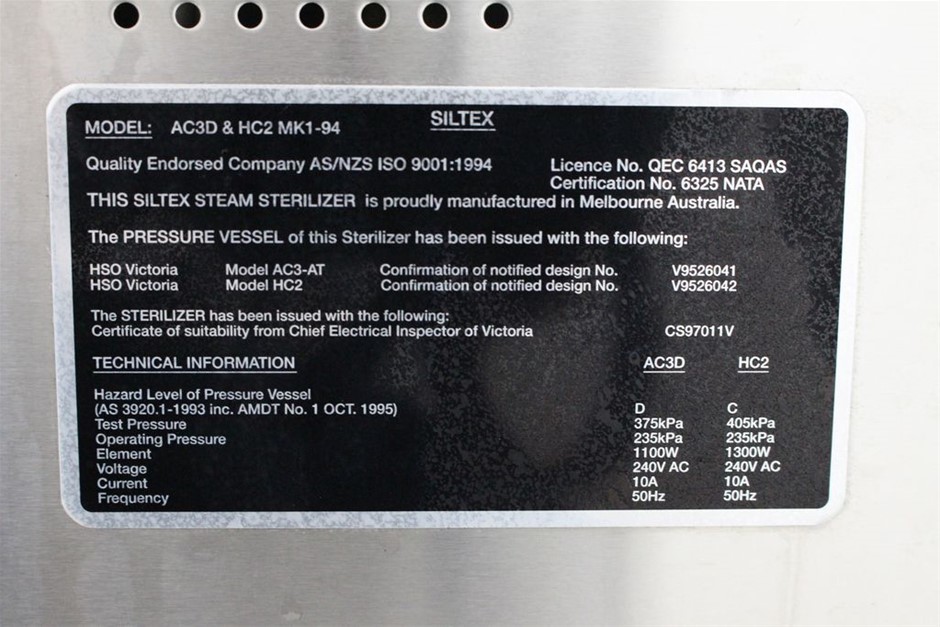 SILTEX
MODEL: AC3D & HC2 MK1-94
Quality Endorsed Company AS/NZS ISO 9001:1994 Licence No. QEC 6413 SAQAS
Certification No. 6325 NATA
THIS SILTEX STEAM STERILIZER is proudly manufactured in Melbourne Australia.
The PRESSURE VESSEL of this Sterilizer has been issued with the following:
HSO Victoria Model AC3-AT Confirmation of notified design No. V9526041
HSO Victoria Model HC2 Confirmation of notified design No. V9526042
The STERILIZER has been issued with the following:
Certificate of suitability from Chief Electrical Inspector of Victoria CS97011V
TECHNICAL INFORMATION AC3D HC2
Hazard Level of Pressure Vessel
(AS 3920.1-1993 inc. AMDT No. 1 OCT. 1995) D C
Test Pressure 375kPa 405kPa
Operating Pressure 235kPa 235kPa
Element 1100W 1300W
Voltage 240V AC 240V AC
Current 10A 10A
Frequency 50Hz 50Hz